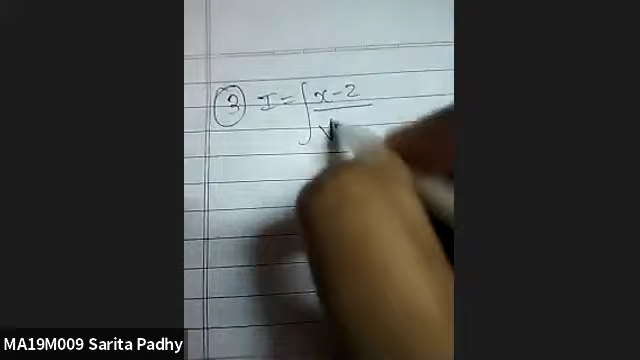 ③ I = ∫ x-2 / √
MA19M009 Sarita Padhy